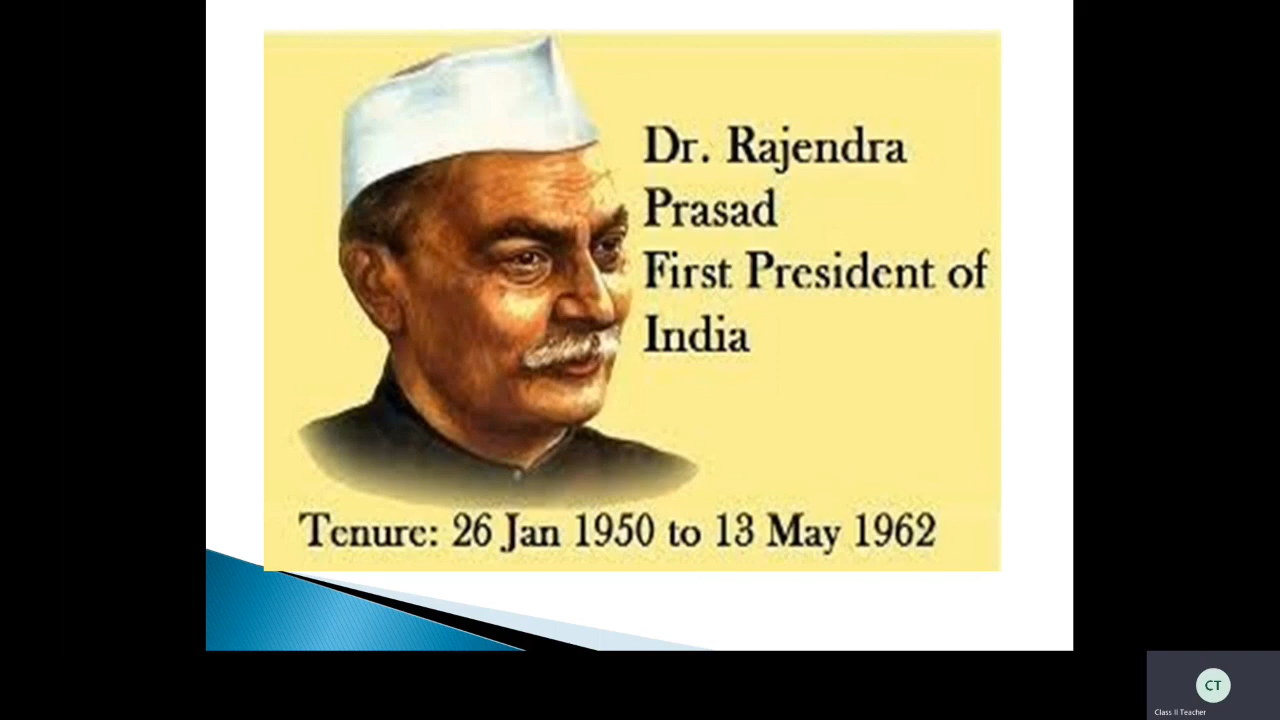 Dr. Rajendra
Prasad
First President of
India
Tenure: 26 Jan 1950 to 13 May 1962
CT
Class II Teacher